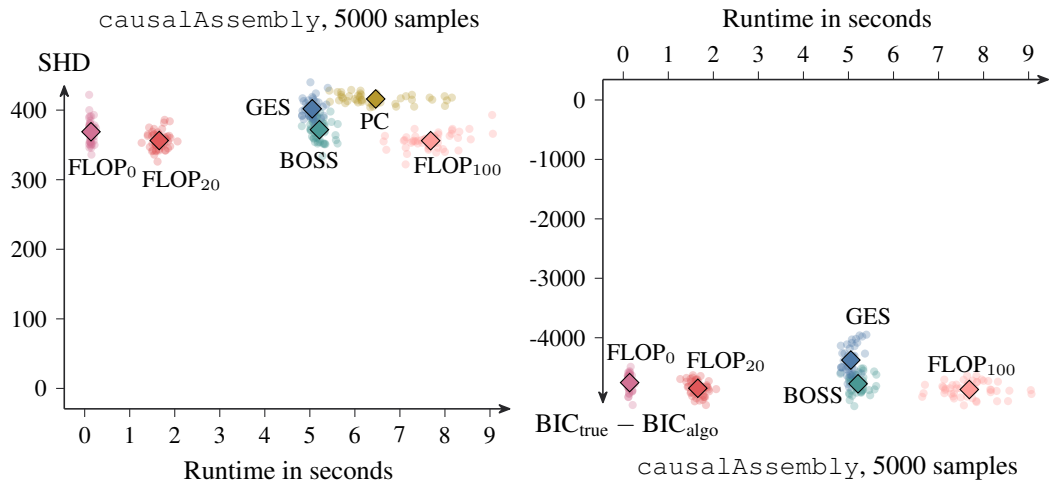 causalAssembly, 5000 samples
SHD
400
300
200
100
0
GES
PC
BOSS
FLOP₀
FLOP₂₀
FLOP₁₀₀
0 1 2 3 4 5 6 7 8 9
Runtime in seconds
Runtime in seconds
0 1 2 3 4 5 6 7 8 9
0
-1000
-2000
-3000
-4000
GES
FLOP₀
FLOP₂₀
FLOP₁₀₀
BOSS
BIC_true − BIC_algo
causalAssembly, 5000 samples